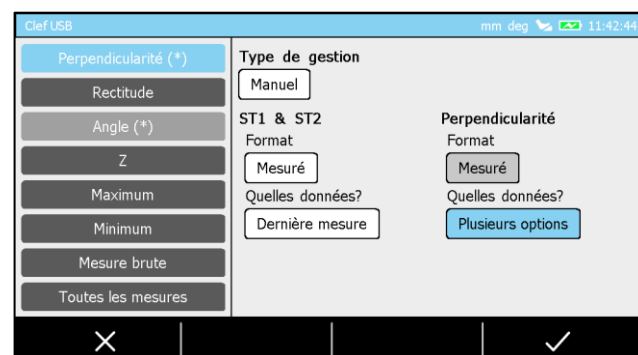 Clef USB
mm deg 11:42:44
Perpendicularité (*)
Rectitude
Angle (*)
Z
Maximum
Minimum
Mesure brute
Toutes les mesures
Type de gestion
Manuel
ST1 & ST2
Format
Mesuré
Quelles données?
Dernière mesure
Perpendicularité
Format
Mesuré
Quelles données?
Plusieurs options